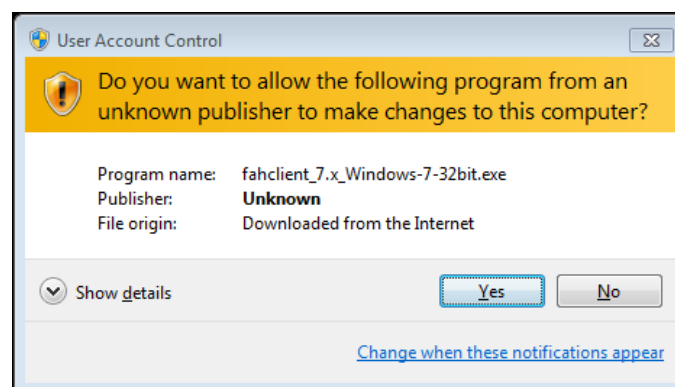 User Account Control
Do you want to allow the following program from an
unknown publisher to make changes to this computer?
Program name: fahclient_7.x_Windows-7-32bit.exe
Publisher: Unknown
File origin: Downloaded from the Internet
Show details
Yes
No
Change when these notifications appear